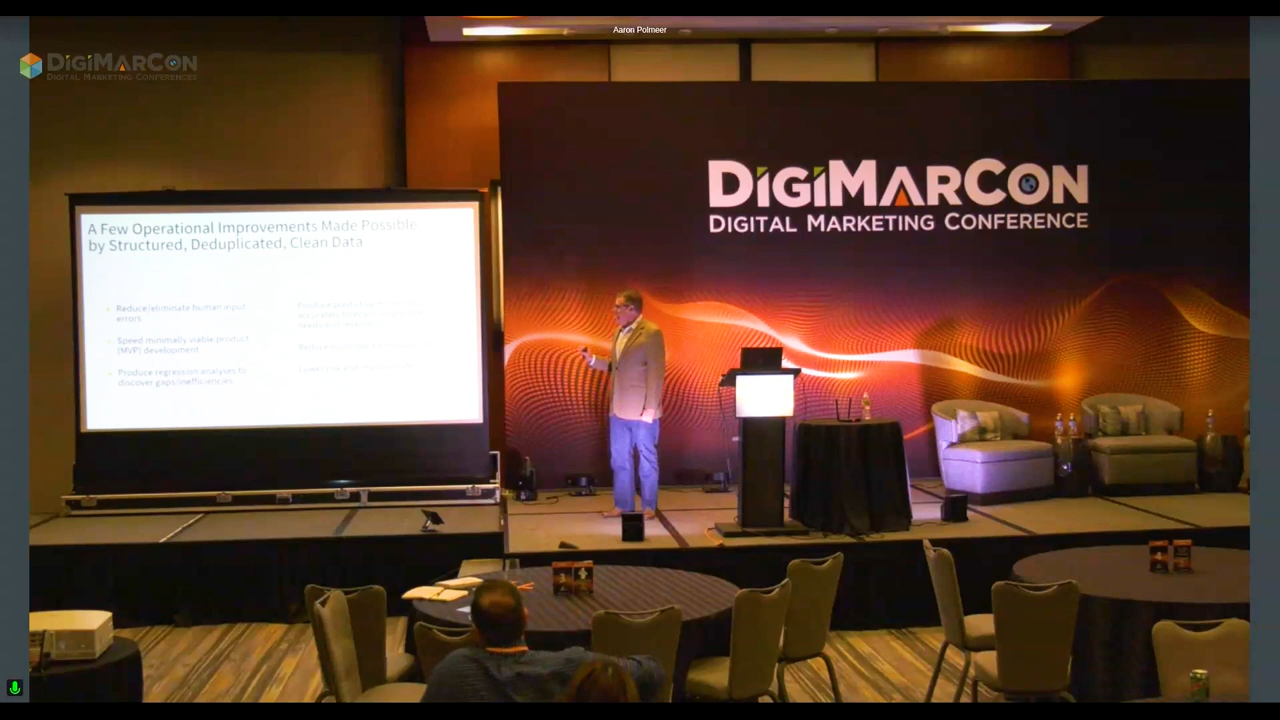 Aaron Polmeer
DIGIMARCON
DIGITAL MARKETING CONFERENCES
DIGIMARCON
DIGITAL MARKETING CONFERENCE
A Few Operational Improvements Made Possible
by Structured, Deduplicated, Clean Data
Reduce/eliminate human input
errors
Speed minimally viable product
(MVP) development
Produce regression analyses to
discover gaps/inefficiencies